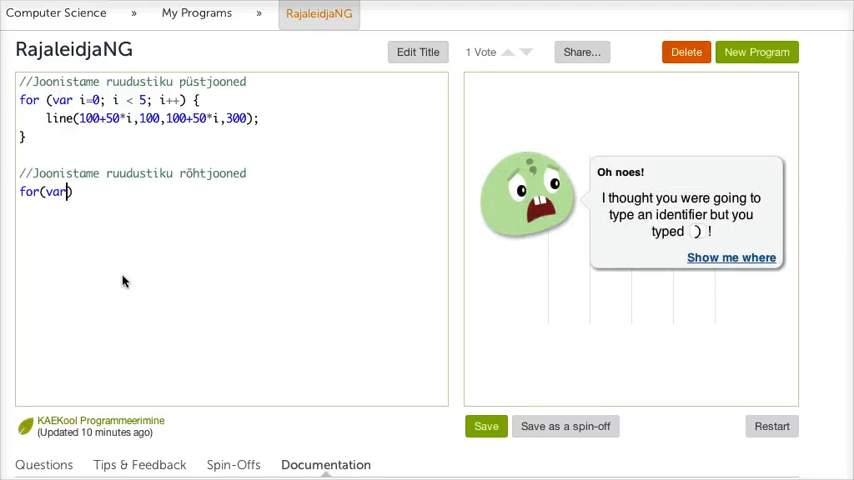 Computer Science » My Programs » RajaleidjaNG
RajaleidjaNG
Edit Title
1 Vote
Share...
Delete
New Program
//Joonistame ruudustiku püstjooned
for (var i=0; i < 5; i++) {
line(100+50*i,100,100+50*i,300);
}
//Joonistame ruudustiku rõhtjooned
for(var)
Oh noes!
I thought you were going to
type an identifier but you
typed ) !
Show me where
KAEKool Programmeerimine
(Updated 10 minutes ago)
Save
Save as a spin-off
Restart
Questions
Tips & Feedback
Spin-Offs
Documentation